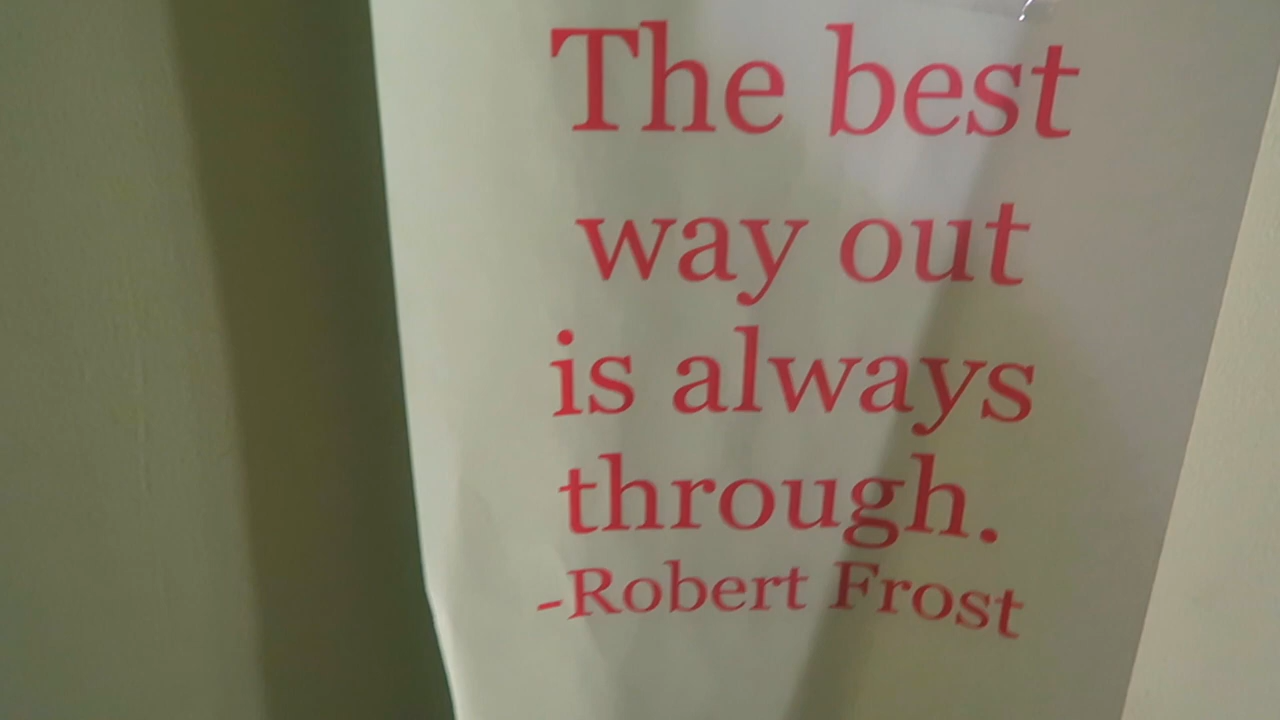 The best
way out
is always
through.
-Robert Frost